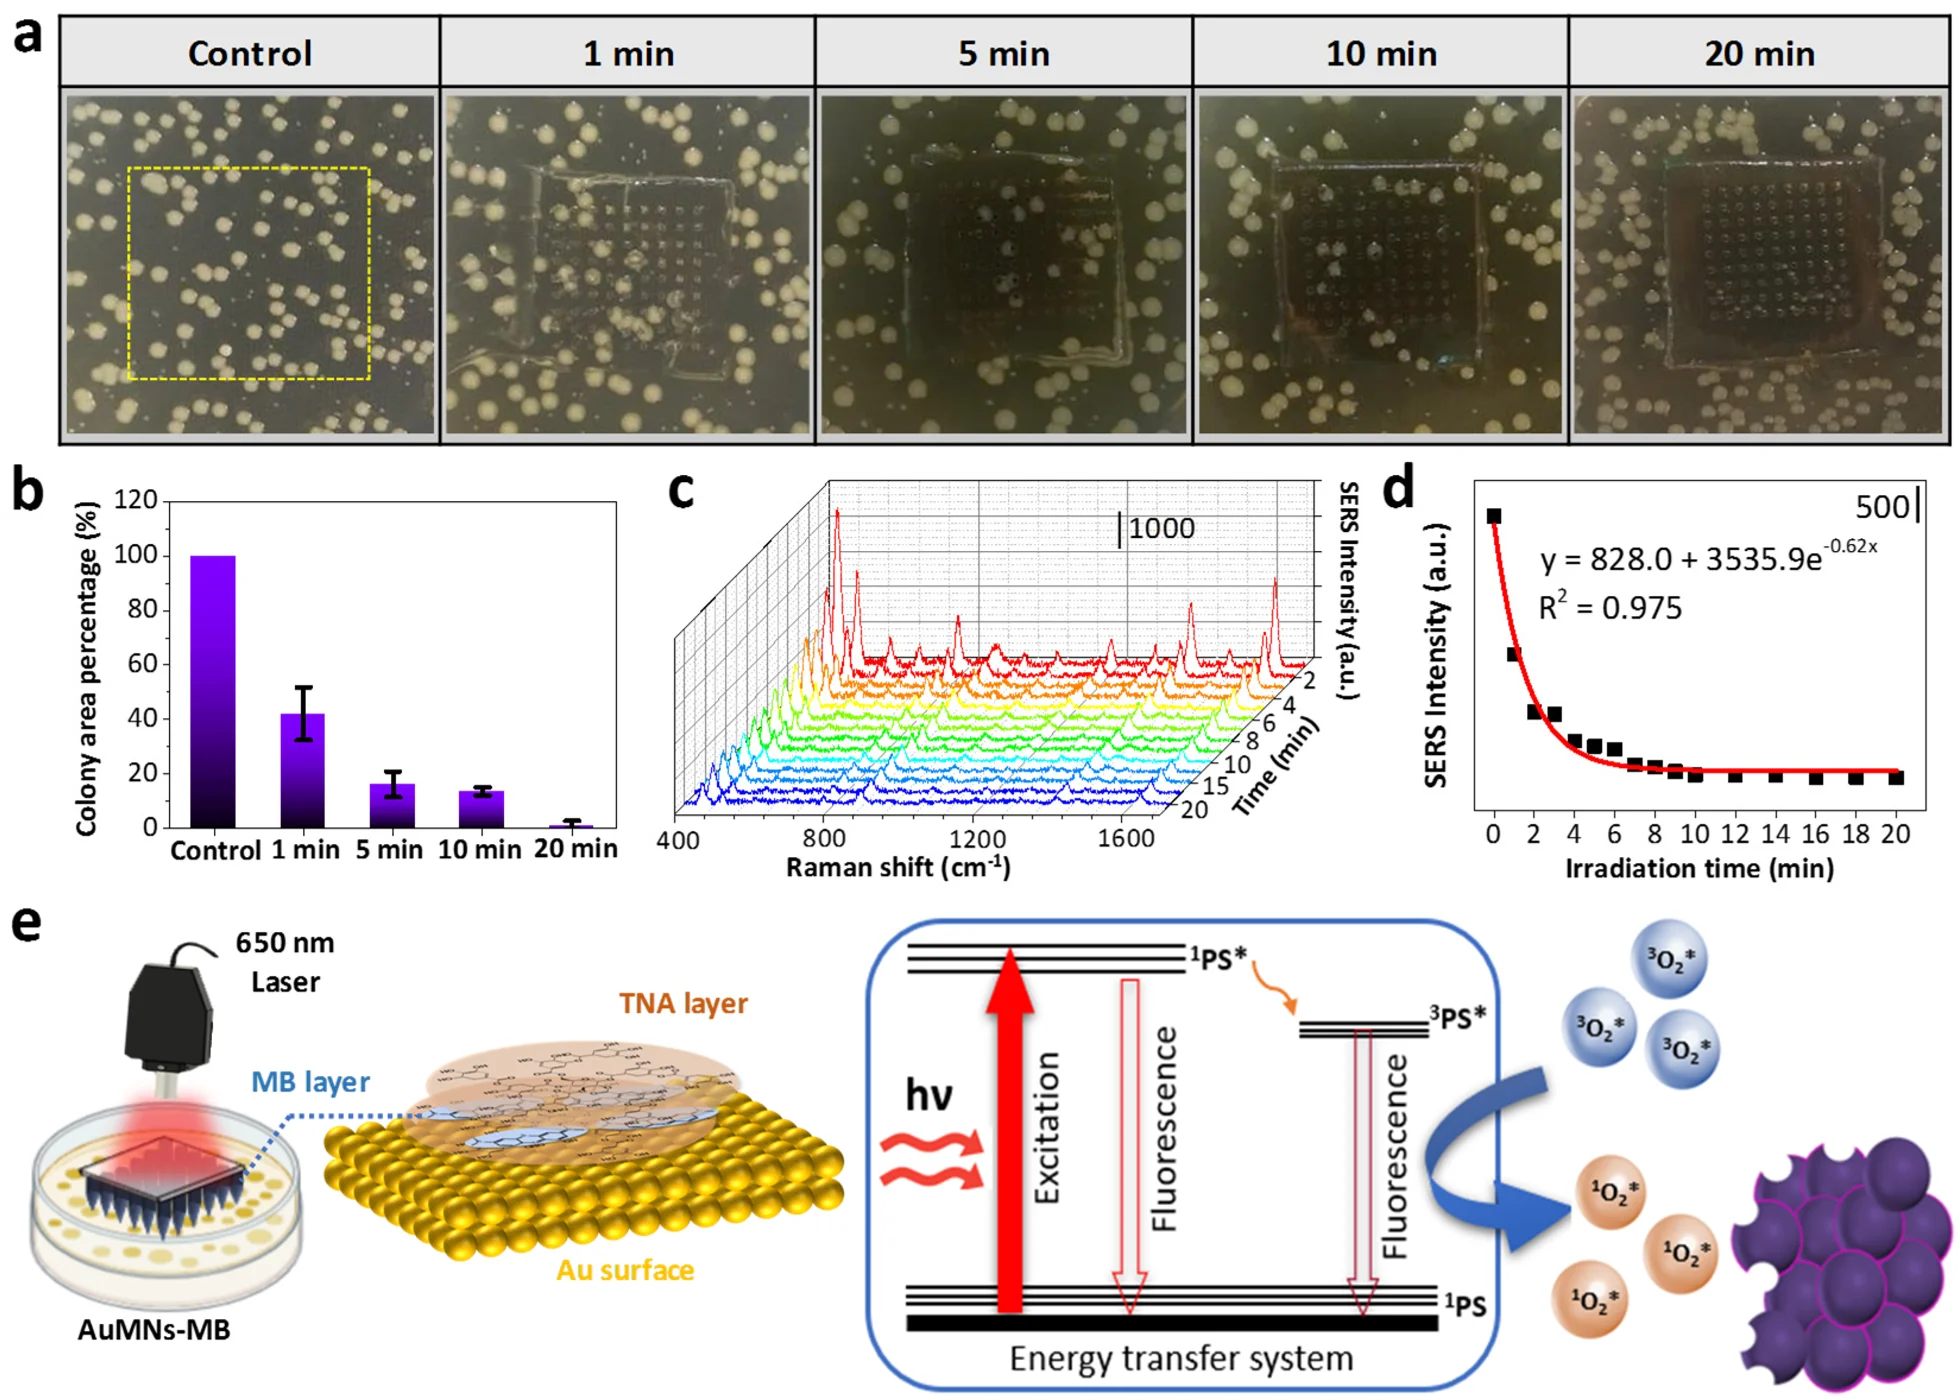 a
Control 1 min 5 min 10 min 20 min
b
Colony area percentage (%)
120
100
80
60
40
20
0
Control 1 min 5 min 10 min 20 min
c
1000
SERS Intensity (a.u.)
2
4
6
8
10
15
20
Time (min)
400 800 1200 1600
Raman shift (cm⁻¹)
d
500
y = 828.0 + 3535.9e⁻⁰·⁶²ˣ
R² = 0.975
SERS Intensity (a.u.)
0 2 4 6 8 10 12 14 16 18 20
Irradiation time (min)
e
650 nm
Laser
TNA layer
MB layer
Au surface
AuMNs-MB
hν
Excitation
Fluorescence
Fluorescence
¹PS*
³PS*
¹PS
Energy transfer system
³O₂*
³O₂*
³O₂*
¹O₂*
¹O₂*
¹O₂*